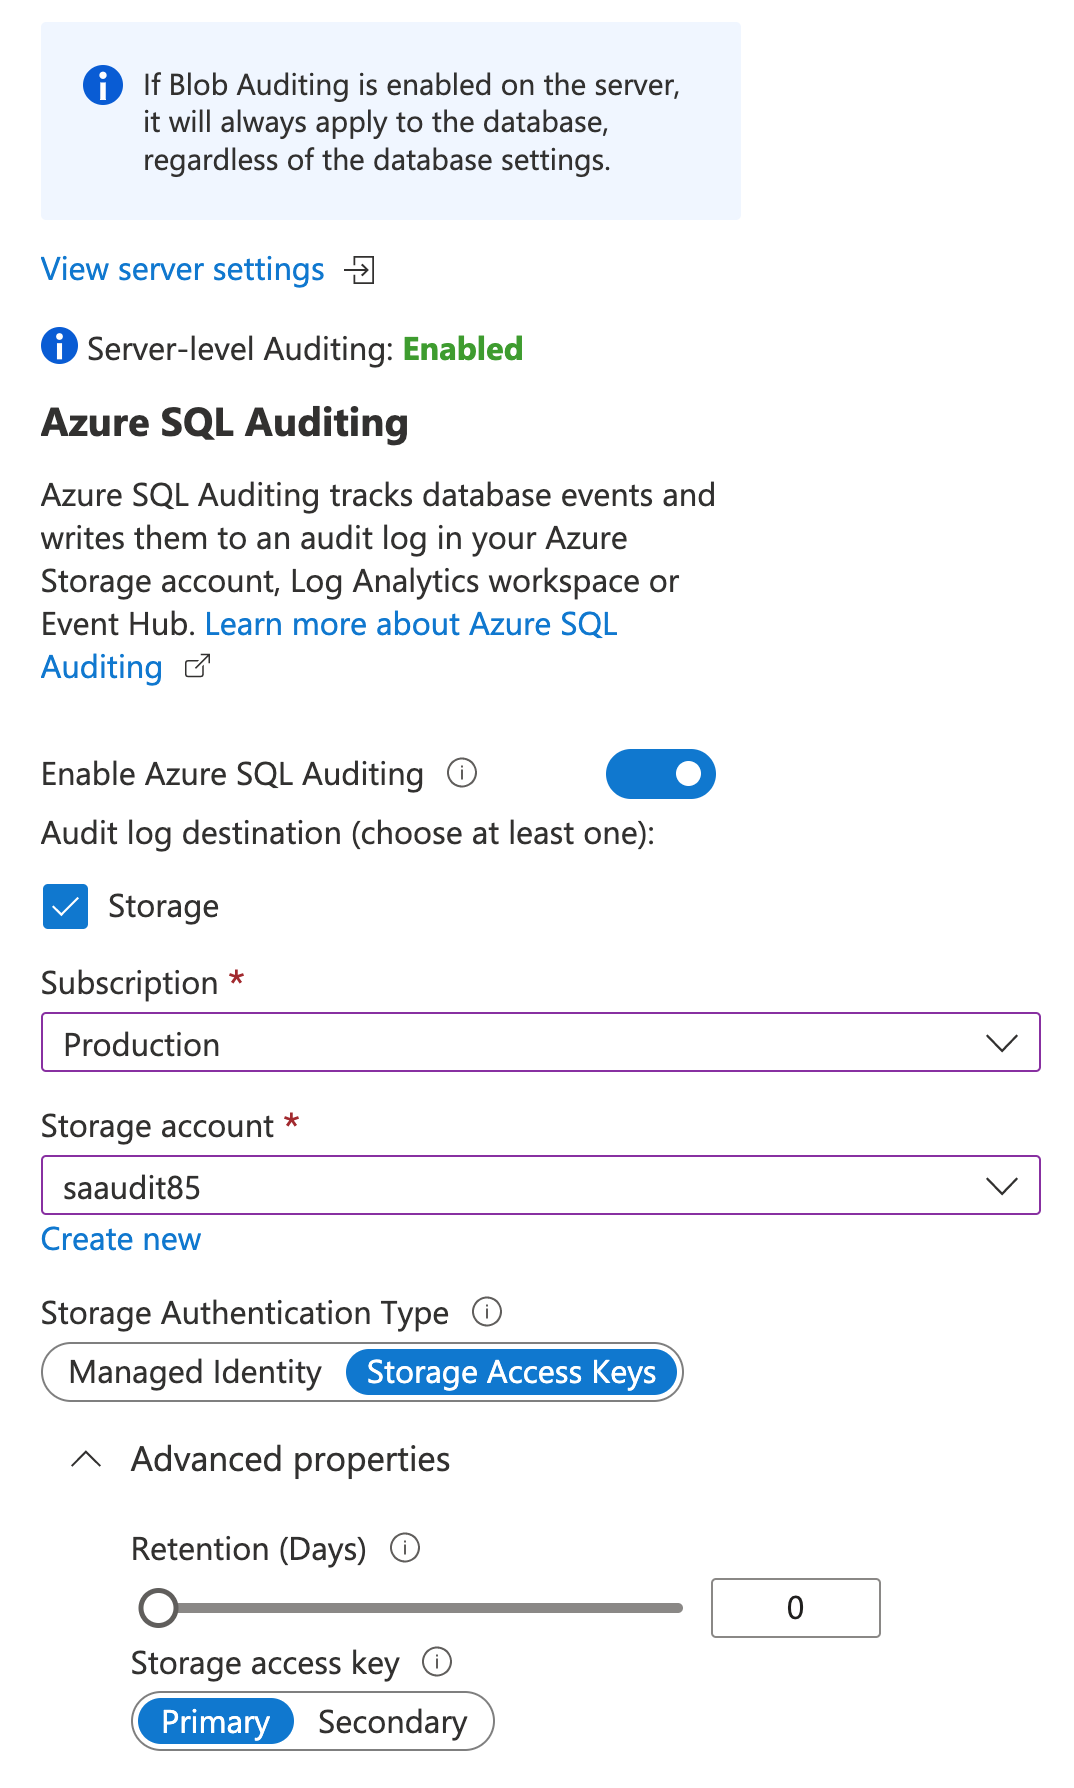 If Blob Auditing is enabled on the server,
it will always apply to the database,
regardless of the database settings.
View server settings
Server-level Auditing: Enabled
Azure SQL Auditing
Azure SQL Auditing tracks database events and
writes them to an audit log in your Azure
Storage account, Log Analytics workspace or
Event Hub. Learn more about Azure SQL
Auditing
Enable Azure SQL Auditing
Audit log destination (choose at least one):
Storage
Subscription *
Production
Storage account *
saaudit85
Create new
Storage Authentication Type
Managed Identity Storage Access Keys
Advanced properties
Retention (Days)
0
Storage access key
Primary Secondary